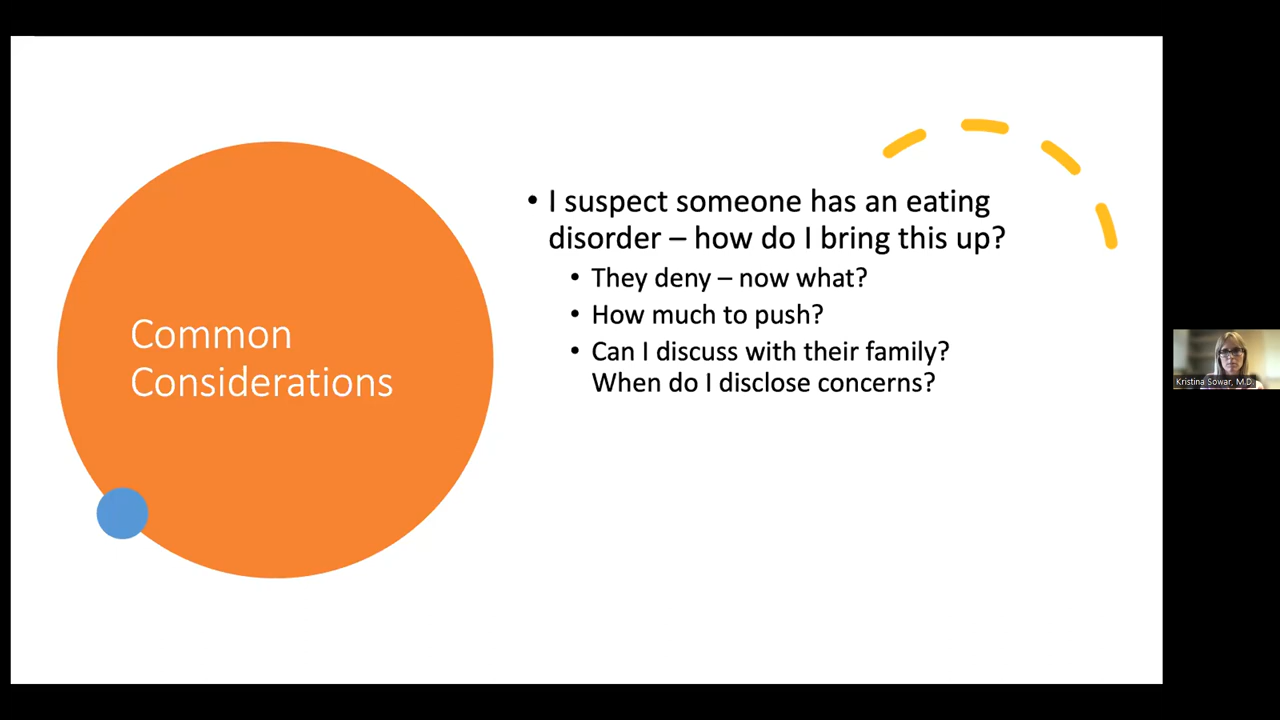 Common
Considerations
• I suspect someone has an eating
disorder – how do I bring this up?
• They deny – now what?
• How much to push?
• Can I discuss with their family?
When do I disclose concerns?
Kristina Sowar, M.D.